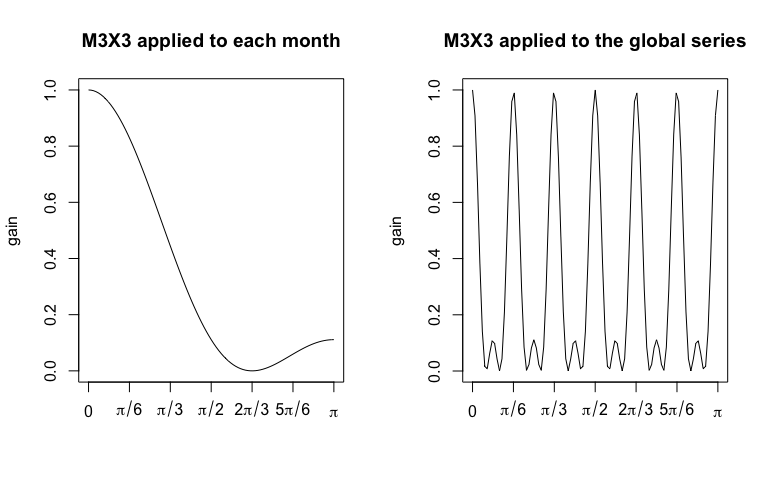 M3X3 applied to each month
gain
1.0
0.8
0.6
0.4
0.2
0.0
0 π/6 π/3 π/2 2π/3 5π/6 π
M3X3 applied to the global series
gain
1.0
0.8
0.6
0.4
0.2
0.0
0 π/6 π/3 π/2 2π/3 5π/6 π